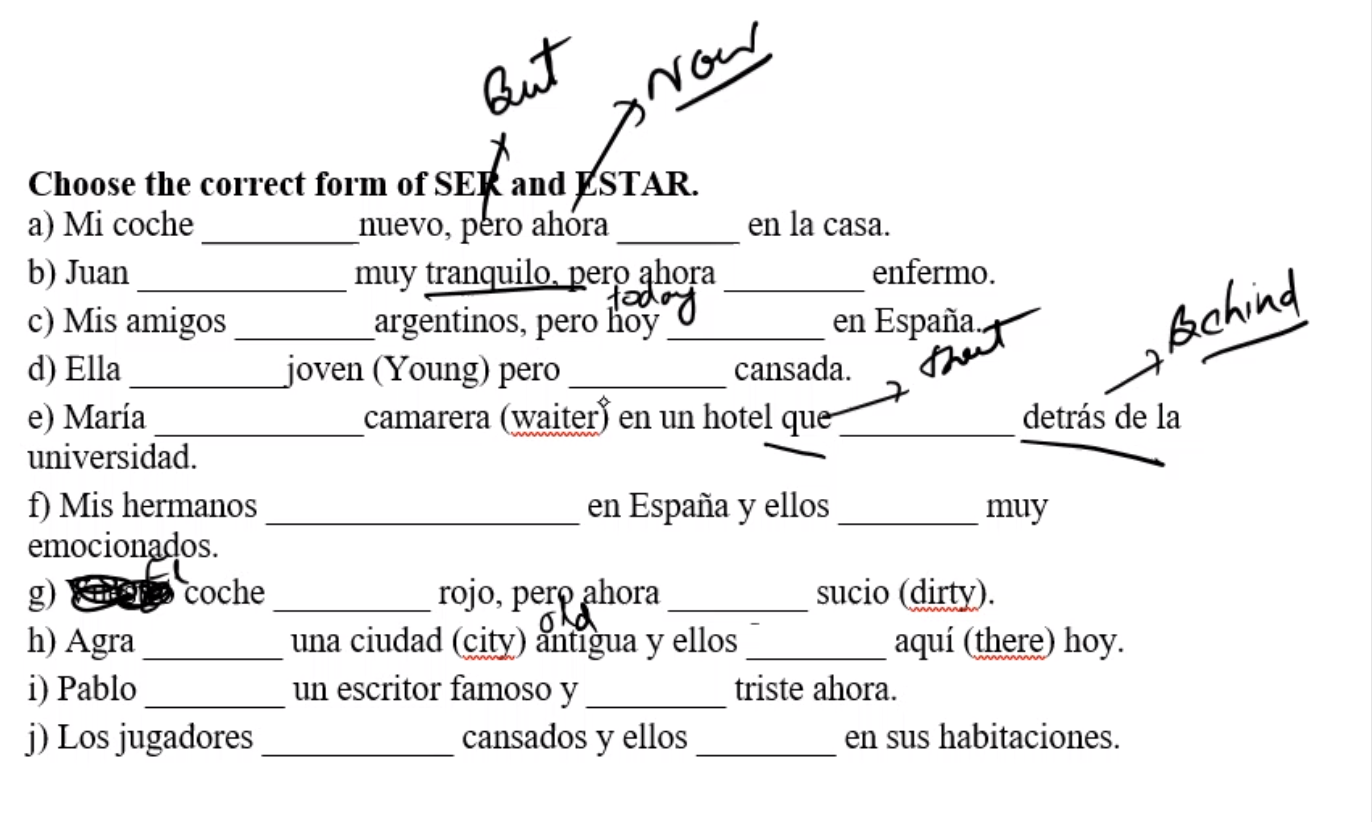 But
Now
Choose the correct form of SER and ESTAR.
a) Mi coche _________nuevo, pero ahora _______ en la casa.
b) Juan ____________ muy tranquilo, pero ahora ________ enfermo.
today
c) Mis amigos ________argentinos, pero hoy _________ en España.
Behind
d) Ella _________joven (Young) pero _________ cansada.
e) María ____________camarera (waiter) en un hotel que __________ detrás de la
universidad.
f) Mis hermanos __________________ en España y ellos ________ muy
emocionados.
El
g) coche _________ rojo, pero ahora ________ sucio (dirty).
old
h) Agra ________ una ciudad (city) antigua y ellos ________ aquí (there) hoy.
i) Pablo ________ un escritor famoso y ________ triste ahora.
j) Los jugadores ___________ cansados y ellos ________ en sus habitaciones.